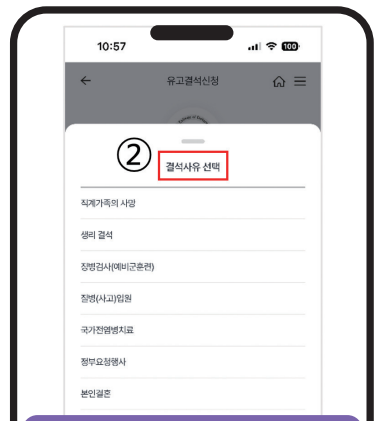 10:57
100
유고결석신청
②
결석사유 선택
직계가족의 사망
생리 결석
징병검사(예비군훈련)
질병(사고)입원
국가전염병치료
정부요청행사
본인결혼